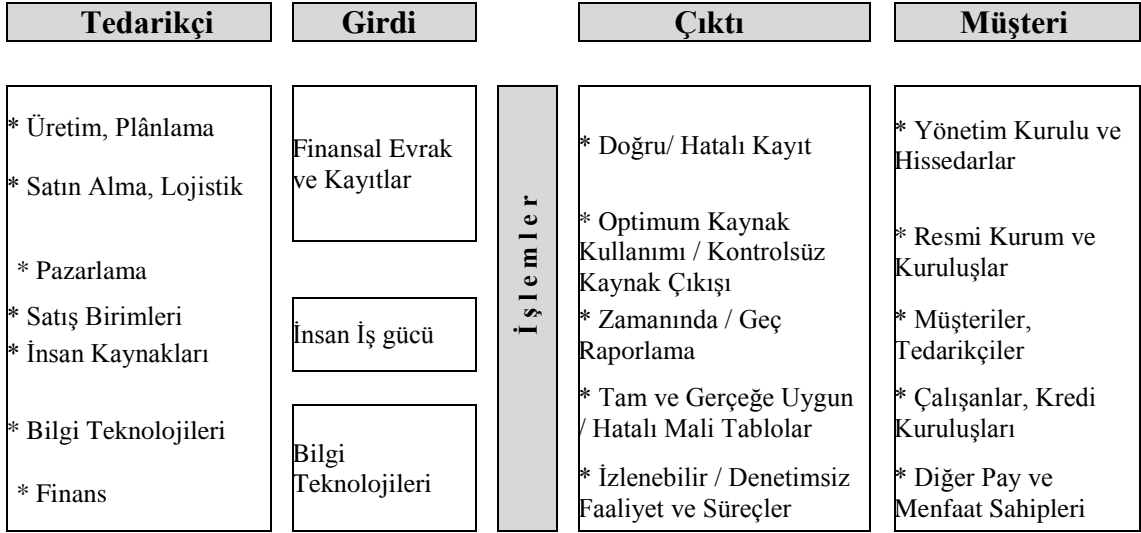 Tedarikçi
Girdi
Çıktı
Müşteri
* Üretim, Plânlama
* Satın Alma, Lojistik
* Pazarlama
* Satış Birimleri
* İnsan Kaynakları
* Bilgi Teknolojileri
* Finans
Finansal Evrak
ve Kayıtlar
İnsan İş gücü
Bilgi
Teknolojileri
İşlemler
* Doğru/ Hatalı Kayıt
* Optimum Kaynak
Kullanımı / Kontrolsüz
Kaynak Çıkışı
* Zamanında / Geç
Raporlama
* Tam ve Gerçeğe Uygun
/ Hatalı Mali Tablolar
* İzlenebilir / Denetimsiz
Faaliyet ve Süreçler
* Yönetim Kurulu ve
Hissedarlar
* Resmi Kurum ve
Kuruluşlar
* Müşteriler,
Tedarikçiler
* Çalışanlar, Kredi
Kuruluşları
* Diğer Pay ve
Menfaat Sahipleri